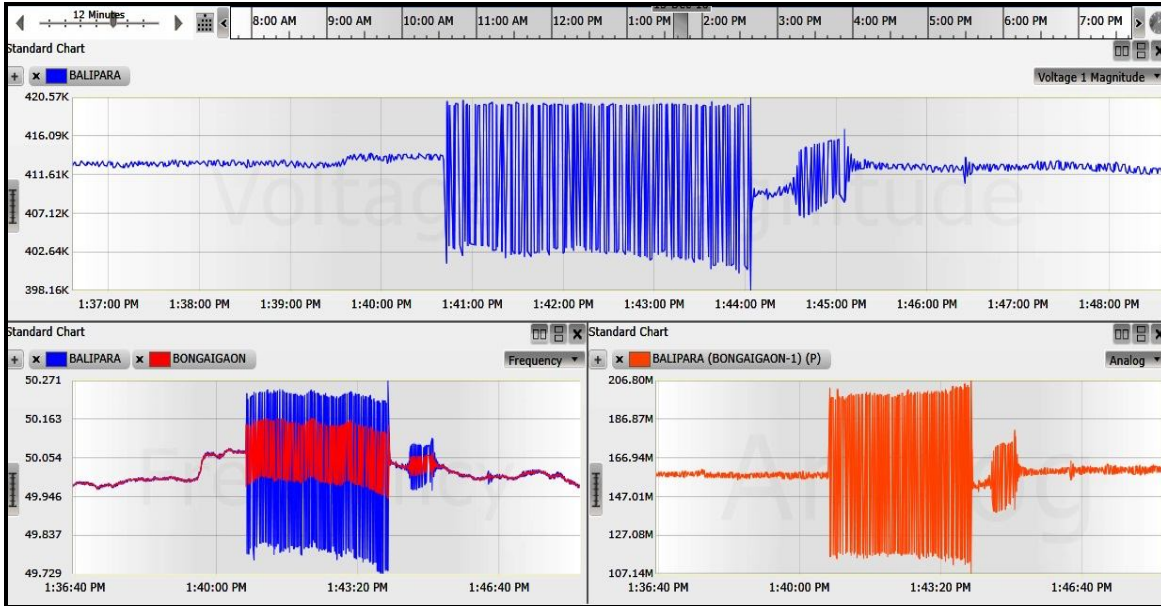 12 Minutes
8:00 AM 9:00 AM 10:00 AM 11:00 AM 12:00 PM 1:00 PM 2:00 PM 3:00 PM 4:00 PM 5:00 PM 6:00 PM 7:00 PM
Standard Chart
+ x BALIPARA Voltage 1 Magnitude
420.57K
416.09K
411.61K
407.12K
402.64K
398.16K
Voltage 1 Magnitude
1:37:00 PM 1:38:00 PM 1:39:00 PM 1:40:00 PM 1:41:00 PM 1:42:00 PM 1:43:00 PM 1:44:00 PM 1:45:00 PM 1:46:00 PM 1:47:00 PM 1:48:00 PM
Standard Chart
+ x BALIPARA x BONGAIGAON Frequency
50.271
50.163
50.054
49.946
49.837
49.729
Frequency
1:36:40 PM 1:40:00 PM 1:43:20 PM 1:46:40 PM
Standard Chart
+ x BALIPARA (BONGAIGAON-1) (P) Analog
206.80M
186.87M
166.94M
147.01M
127.08M
107.14M
Analog
1:36:40 PM 1:40:00 PM 1:43:20 PM 1:46:40 PM